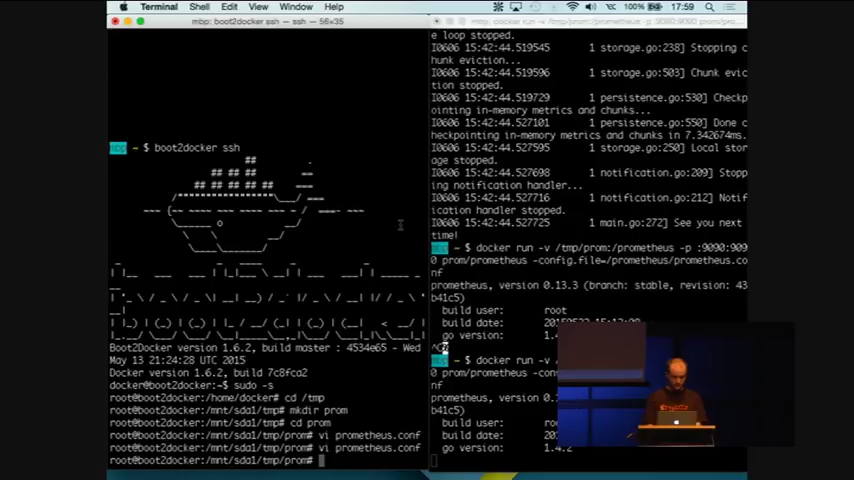 Terminal Shell Edit View Window Help
100% 17:59
mbp: boot2docker ssh — ssh — 56×35
mbp ~ $ boot2docker ssh
Boot2Docker version 1.6.2, build master : 4534e65 - Wed
May 13 21:24:28 UTC 2015
Docker version 1.6.2, build 7c8fca2
docker@boot2docker:~$ sudo -s
root@boot2docker:/home/docker# cd /tmp
root@boot2docker:/mnt/sda1/tmp# mkdir prom
root@boot2docker:/mnt/sda1/tmp# cd prom
root@boot2docker:/mnt/sda1/tmp/prom# vi prometheus.conf
root@boot2docker:/mnt/sda1/tmp/prom# vi prometheus.conf
root@boot2docker:/mnt/sda1/tmp/prom#
e loop stopped.
I0606 15:42:44.519545 1 storage.go:238] Stopping c
hunk eviction...
I0606 15:42:44.519596 1 storage.go:503] Chunk evic
tion stopped.
I0606 15:42:44.519729 1 persistence.go:530] Checkp
ointing in-memory metrics and chunks...
I0606 15:42:44.527101 1 persistence.go:550] Done c
heckpointing in-memory metrics and chunks in 7.342674ms.
I0606 15:42:44.527595 1 storage.go:250] Local stor
age stopped.
I0606 15:42:44.527698 1 notification.go:209] Stopp
ing notification handler...
I0606 15:42:44.527716 1 notification.go:212] Notif
ication handler stopped.
I0606 15:42:44.527725 1 main.go:272] See you next
time!
mbp ~ $ docker run -v /tmp/prom:/prometheus -p :9090:909
0 prom/prometheus -config.file=/prometheus/prometheus.co
nf
prometheus, version 0.13.3 (branch: stable, revision: 43
b41c5)
build user: root
build date:
go version: 1.4
mbp ~ $ docker run -v /
0 prom/prometheus -con
nf
prometheus, version 0.
b41c5)
build user: roo
build date: 201
go version: 1.4.2